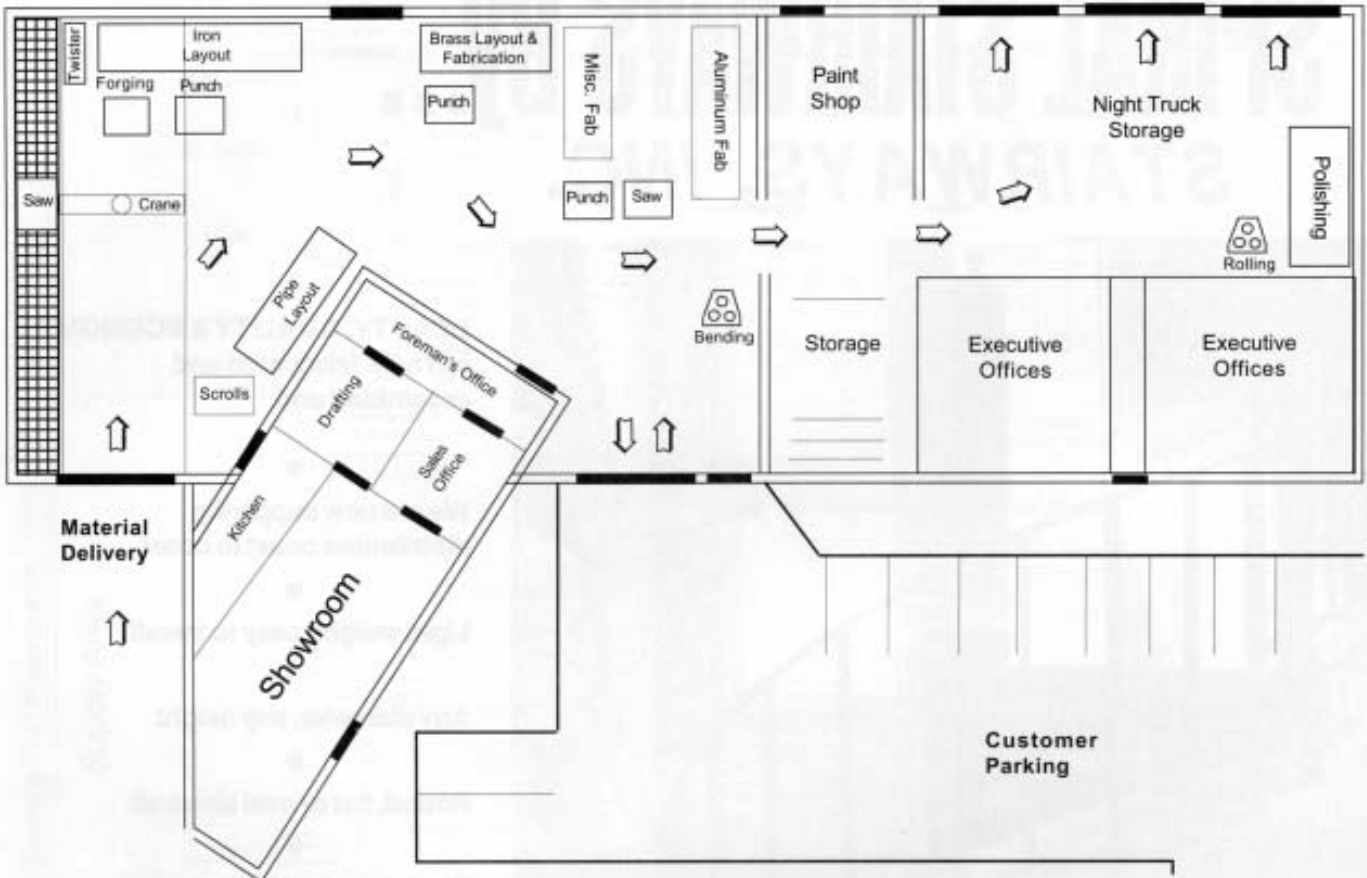 Twister
Iron
Layout
Forging
Punch
Brass Layout &
Fabrication
Punch
Misc. Fab
Aluminum Fab
Paint
Shop
Night Truck
Storage
Polishing
Saw
Crane
Punch
Saw
Rolling
Pipe
Layout
Bending
Storage
Executive
Offices
Executive
Offices
Scrolls
Foreman's Office
Drafting
Sales
Office
Kitchen
Material
Delivery
Showroom
Customer
Parking
STAIRWAYS, INC.